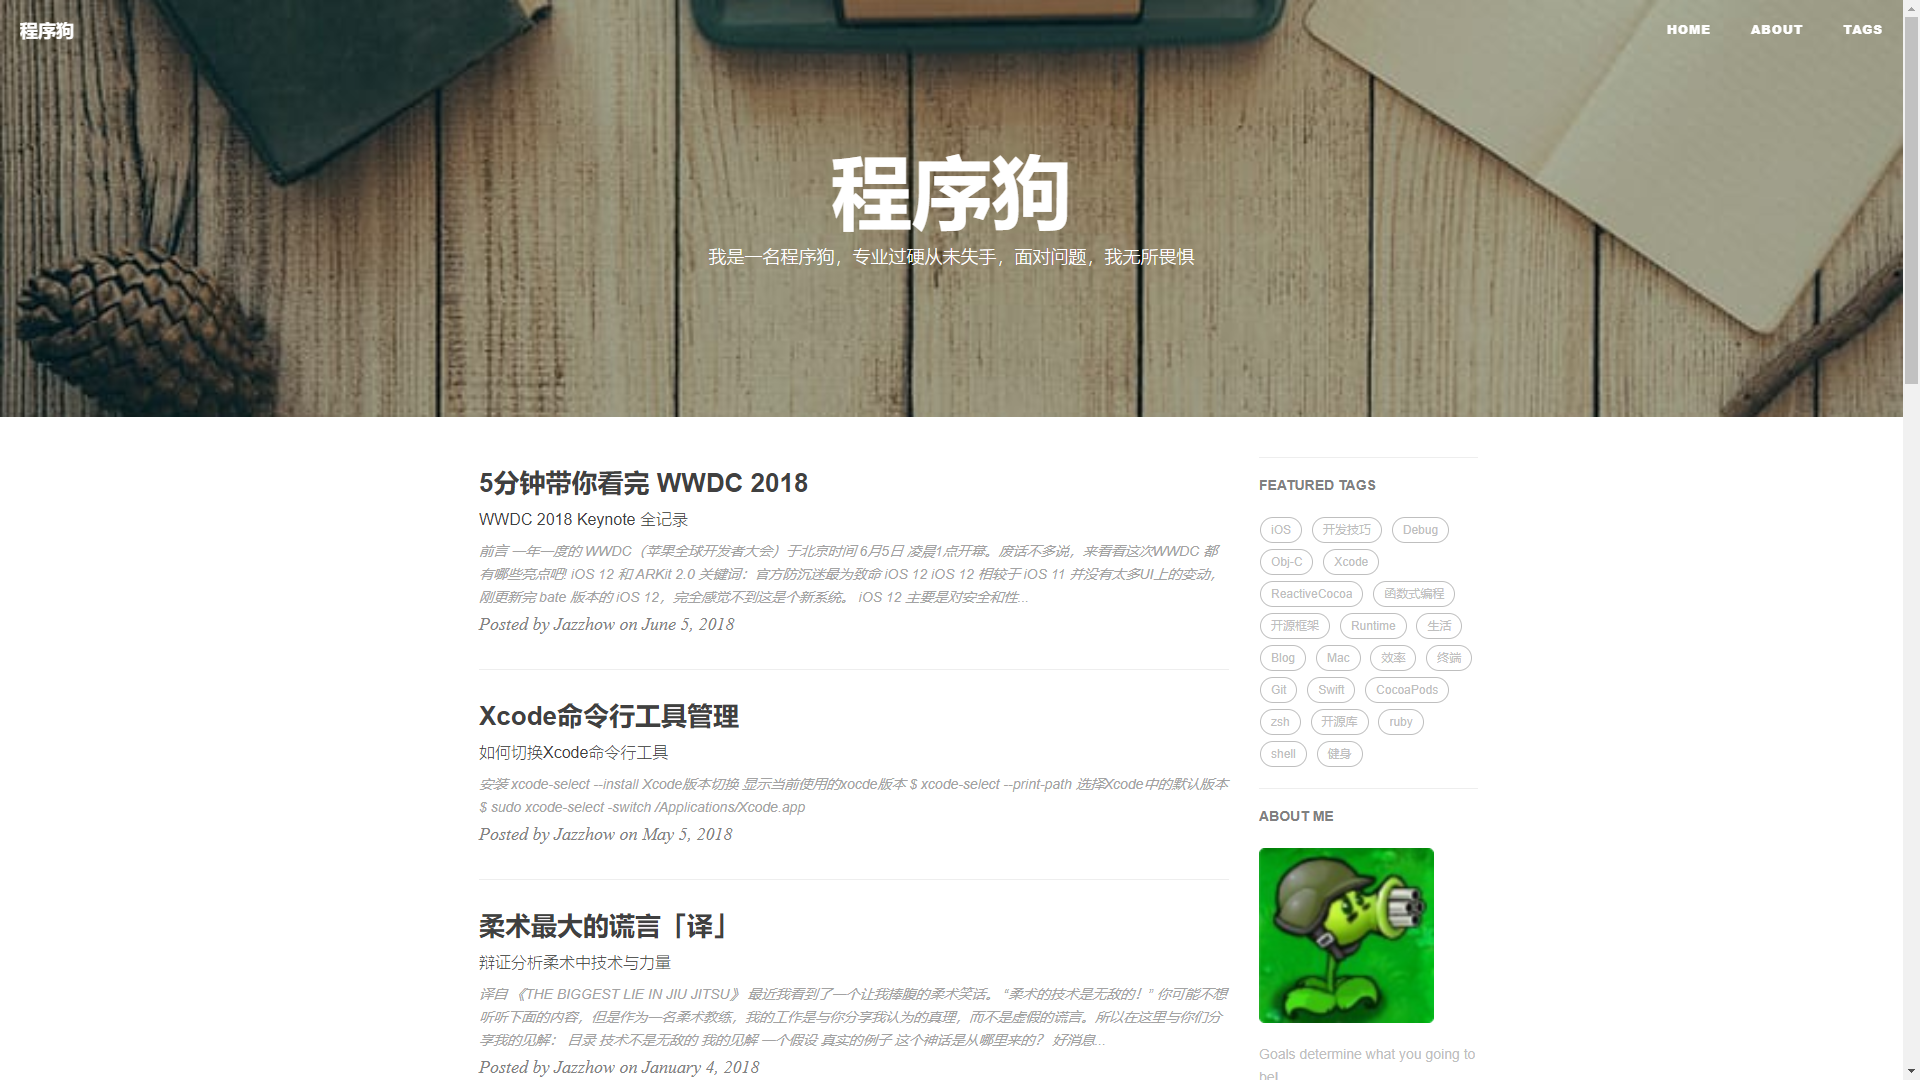 程序狗
HOME
ABOUT
TAGS
程序狗
我是一名程序狗，专业过硬从未失手，面对问题，我无所畏惧
5分钟带你看完 WWDC 2018
WWDC 2018 Keynote 全记录
前言 一年一度的 WWDC（苹果全球开发者大会）于北京时间 6月5日 凌晨1点开幕。废话不多说，来看看这次WWDC 都
有哪些亮点吧! iOS 12 和 ARKit 2.0 关键词：官方防沉迷最为致命 iOS 12 iOS 12 相较于 iOS 11 并没有太多UI上的变动，
刚更新完 bate 版本的 iOS 12，完全感觉不到这是个新系统。 iOS 12 主要是对安全和性...
Posted by Jazzhow on June 5, 2018
Xcode命令行工具管理
如何切换Xcode命令行工具
安装 xcode-select --install Xcode版本切换 显示当前使用的xocde版本 $ xcode-select --print-path 选择Xcode中的默认版本
$ sudo xcode-select -switch /Applications/Xcode.app
Posted by Jazzhow on May 5, 2018
柔术最大的谎言「译」
辩证分析柔术中技术与力量
译自 《THE BIGGEST LIE IN JIU JITSU》 最近我看到了一个让我捧腹的柔术笑话。 “柔术的技术是无敌的！” 你可能不想
听听下面的内容，但是作为一名柔术教练，我的工作是与你分享我认为的真理，而不是虚假的谎言。所以在这里与你们分
享我的见解： 目录 技术不是无敌的 我的见解 一个假设 真实的例子 这个神话是从哪里来的？ 好消息...
Posted by Jazzhow on January 4, 2018
FEATURED TAGS
iOS 开发技巧 Debug
Obj-C Xcode
ReactiveCocoa 函数式编程
开源框架 Runtime 生活
Blog Mac 效率 终端
Git Swift CocoaPods
zsh 开源库 ruby
shell 健身
ABOUT ME
Goals determine what you going to
be!